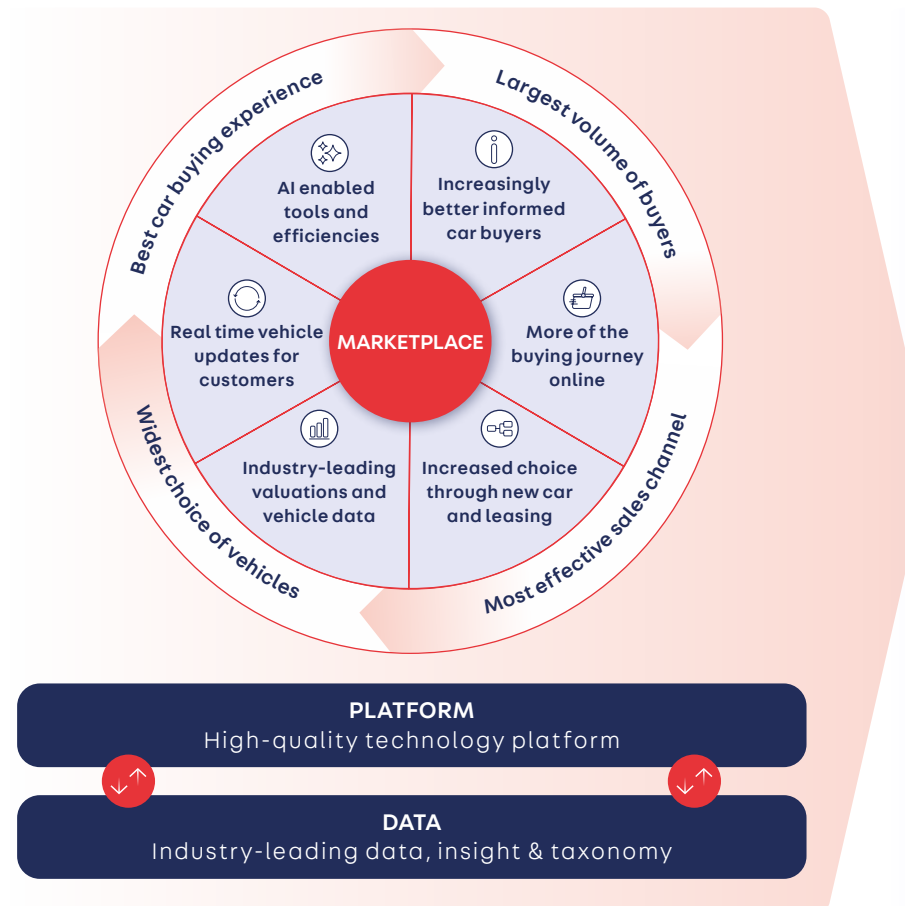 Best car buying experience
Largest volume of buyers
Most effective sales channel
Widest choice of vehicles
AI enabled
tools and
efficiencies
Increasingly
better informed
car buyers
Real time vehicle
updates for
customers
MARKETPLACE
More of the
buying journey
online
Industry-leading
valuations and
vehicle data
Increased choice
through new car
and leasing
PLATFORM
High-quality technology platform
DATA
Industry-leading data, insight & taxonomy